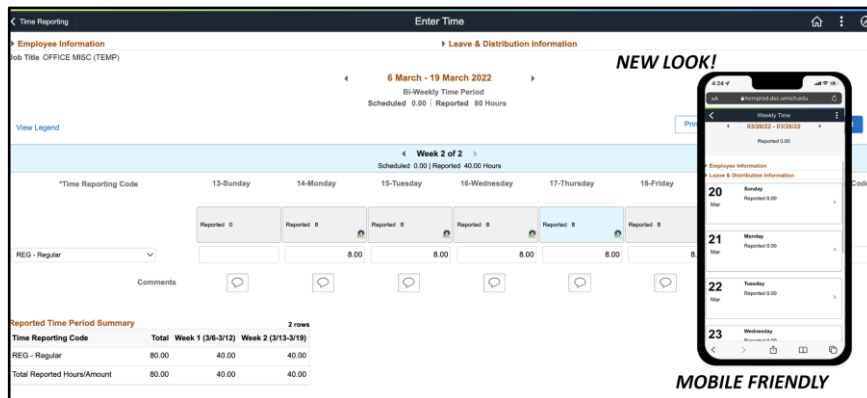 Time Reporting
Enter Time
Employee Information
Leave & Distribution Information
Job Title OFFICE MISC (TEMP)
NEW LOOK!
6 March - 19 March 2022
Bi-Weekly Time Period
Scheduled 0.00 | Reported 80 Hours
View Legend
Prin
Week 2 of 2
Scheduled 0.00 | Reported 40.00 Hours
*Time Reporting Code 13-Sunday 14-Monday 15-Tuesday 16-Wednesday 17-Thursday 18-Friday Code
Reported 0 Reported 8 Reported 8 Reported 8 Reported 8 Reported 8
REG - Regular 8.00 8.00 8.00 8.00 8.
Comments
Reported Time Period Summary 2 rows
Time Reporting Code Total Week 1 (3/6-3/12) Week 2 (3/13-3/19)
REG - Regular 80.00 40.00 40.00
Total Reported Hours/Amount 80.00 40.00 40.00
4:24
AA hcmprod.dsc.umich.edu
Weekly Time
03/20/22 - 03/26/22
Reported 0.00
Employee Information
Leave & Distribution Information
20 Sunday
Mar Reported 0.00
21 Monday
Mar Reported 0.00
22 Tuesday
Mar Reported 0.00
23 Wednesday
Reported 0.00
MOBILE FRIENDLY